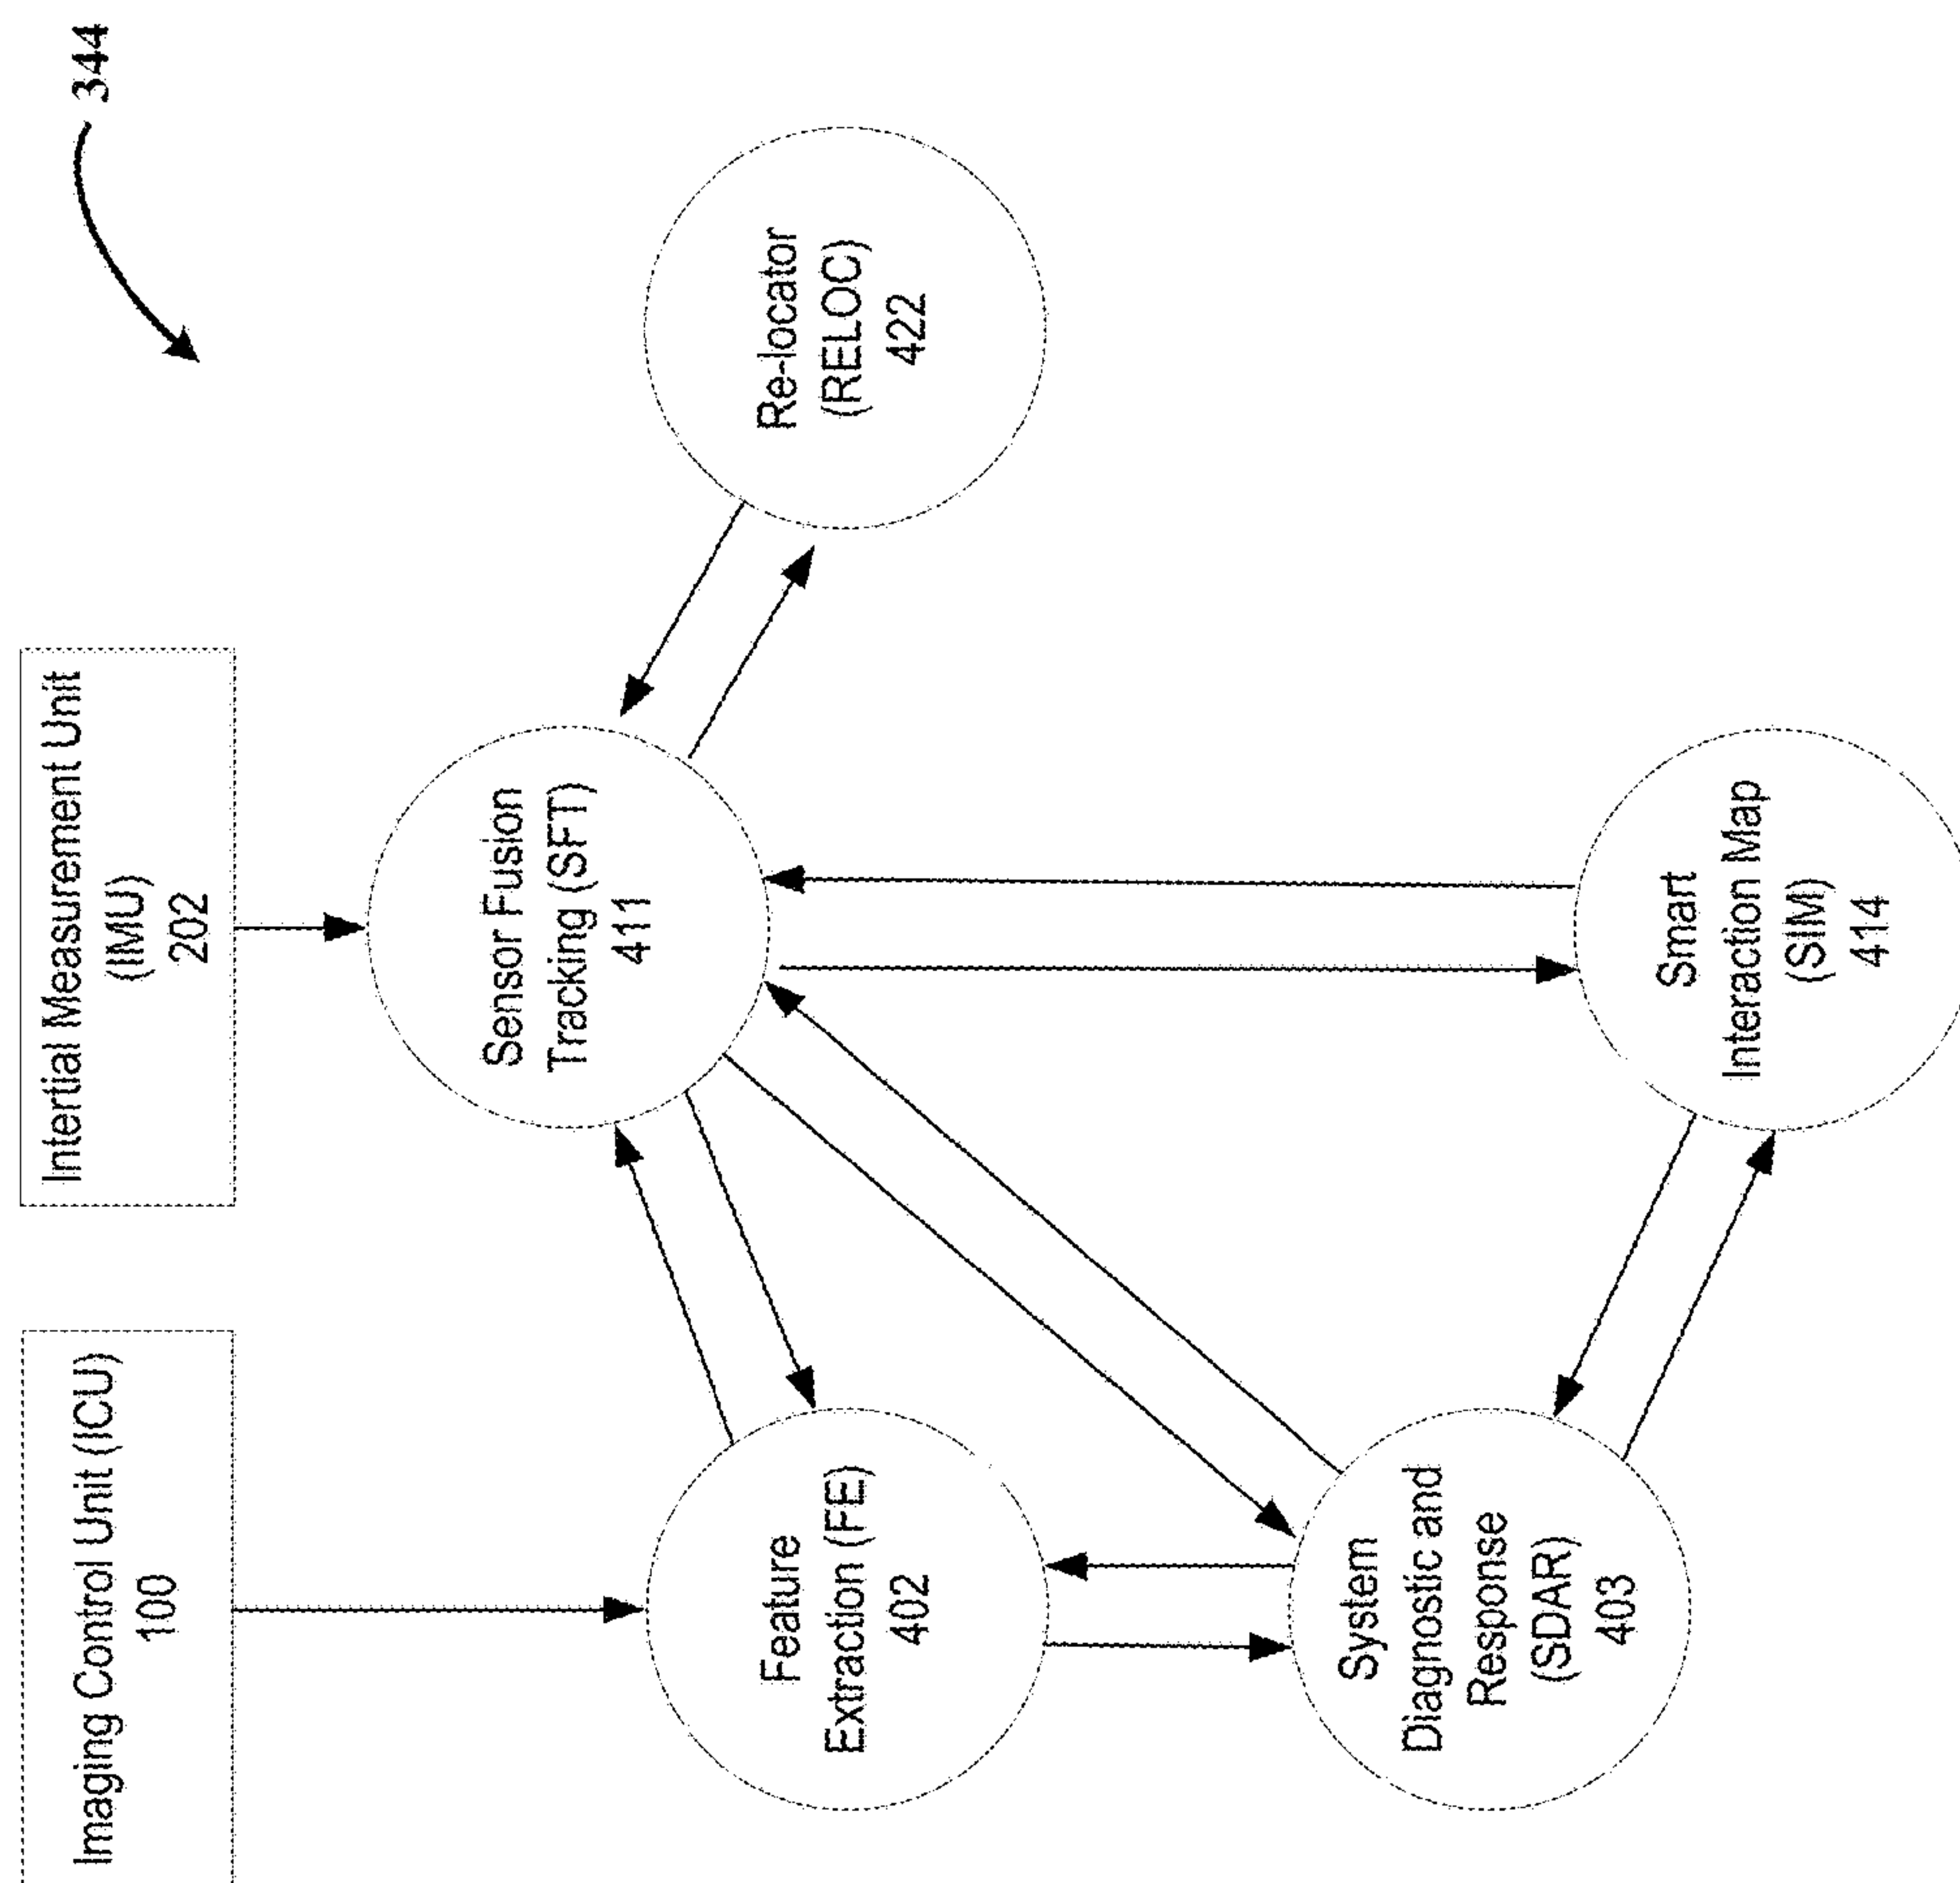 344
Imaging Control Unit (ICU)
100
Intertial Measurement Unit
(IMU)
202
Feature
Extraction (FE)
402
Sensor Fusion
Tracking (SFT)
411
Re-locator
(RELOC)
422
System
Diagnostic and
Response
(SDAR)
403
Smart
Interaction Map
(SIM)
414